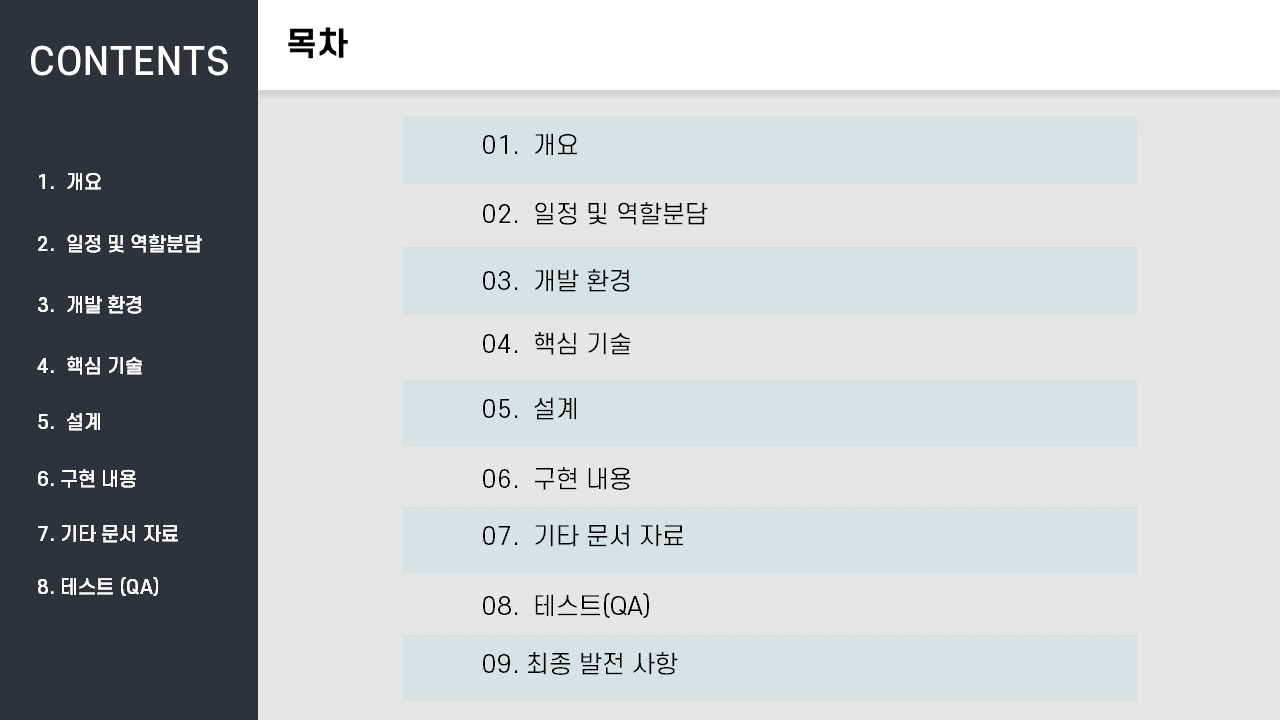 CONTENTS
1. 개요
2. 일정 및 역할분담
3. 개발 환경
4. 핵심 기술
5. 설계
6. 구현 내용
7. 기타 문서 자료
8. 테스트 (QA)
목차
01. 개요
02. 일정 및 역할분담
03. 개발 환경
04. 핵심 기술
05. 설계
06. 구현 내용
07. 기타 문서 자료
08. 테스트(QA)
09. 최종 발전 사항